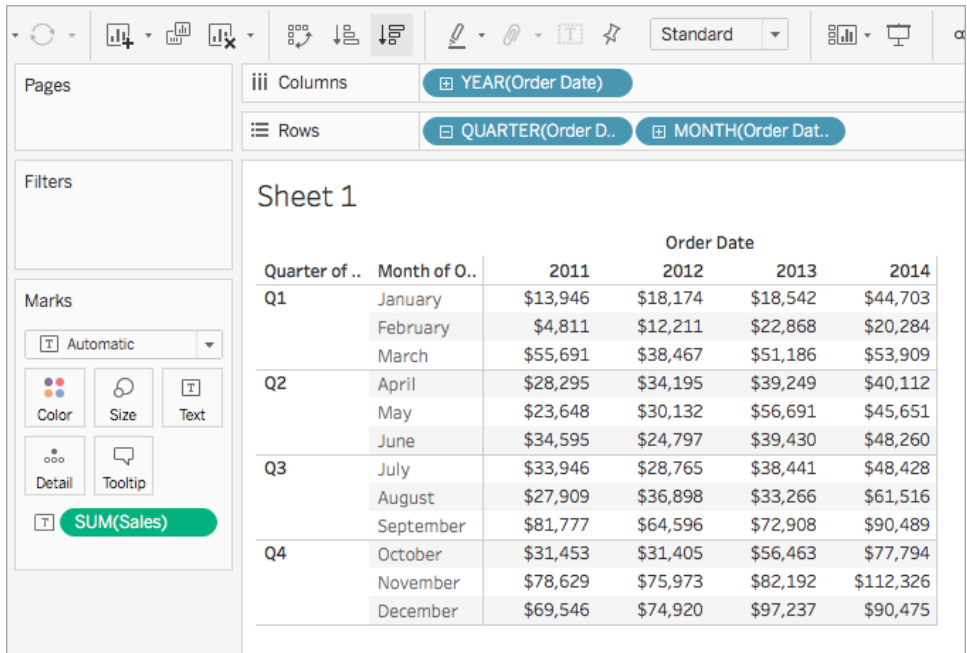 Standard
Pages
Columns
YEAR(Order Date)
Rows
QUARTER(Order D..
MONTH(Order Dat..
Filters
Sheet 1
Order Date
Quarter of .. Month of O.. 2011 2012 2013 2014
Q1 January $13,946 $18,174 $18,542 $44,703
February $4,811 $12,211 $22,868 $20,284
March $55,691 $38,467 $51,186 $53,909
Q2 April $28,295 $34,195 $39,249 $40,112
May $23,648 $30,132 $56,691 $45,651
June $34,595 $24,797 $39,430 $48,260
Q3 July $33,946 $28,765 $38,441 $48,428
August $27,909 $36,898 $33,266 $61,516
September $81,777 $64,596 $72,908 $90,489
Q4 October $31,453 $31,405 $56,463 $77,794
November $78,629 $75,973 $82,192 $112,326
December $69,546 $74,920 $97,237 $90,475
Marks
T Automatic
Color Size T Text
Detail Tooltip
T SUM(Sales)